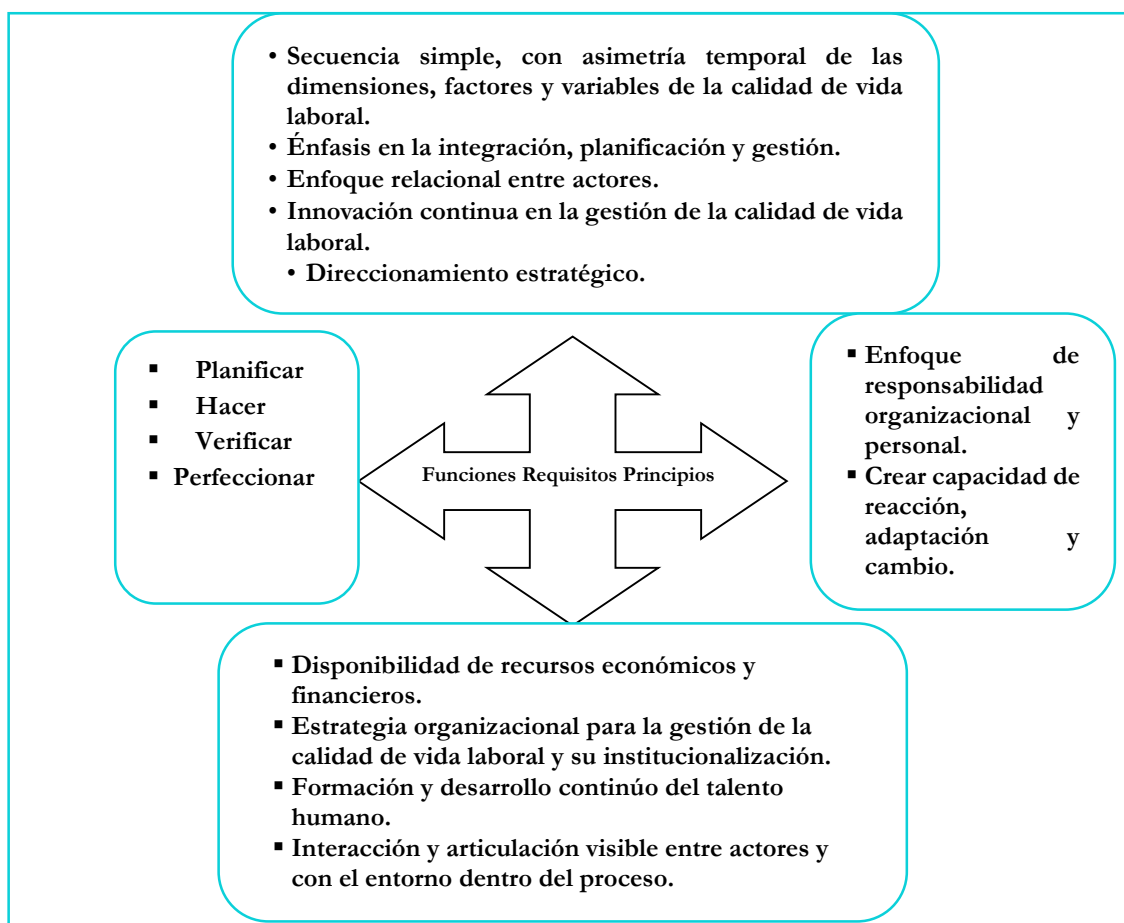 • Secuencia simple, con asimetría temporal de las
dimensiones, factores y variables de la calidad de vida
laboral.
• Énfasis en la integración, planificación y gestión.
• Enfoque relacional entre actores.
• Innovación continua en la gestión de la calidad de vida
laboral.
• Direccionamiento estratégico.
▪ Planificar
▪ Hacer
▪ Verificar
▪ Perfeccionar
Funciones Requisitos Principios
▪ Enfoque de
responsabilidad
organizacional y
personal.
▪ Crear capacidad de
reacción,
adaptación y
cambio.
▪ Disponibilidad de recursos económicos y
financieros.
▪ Estrategia organizacional para la gestión de la
calidad de vida laboral y su institucionalización.
▪ Formación y desarrollo continúo del talento
humano.
▪ Interacción y articulación visible entre actores y
con el entorno dentro del proceso.